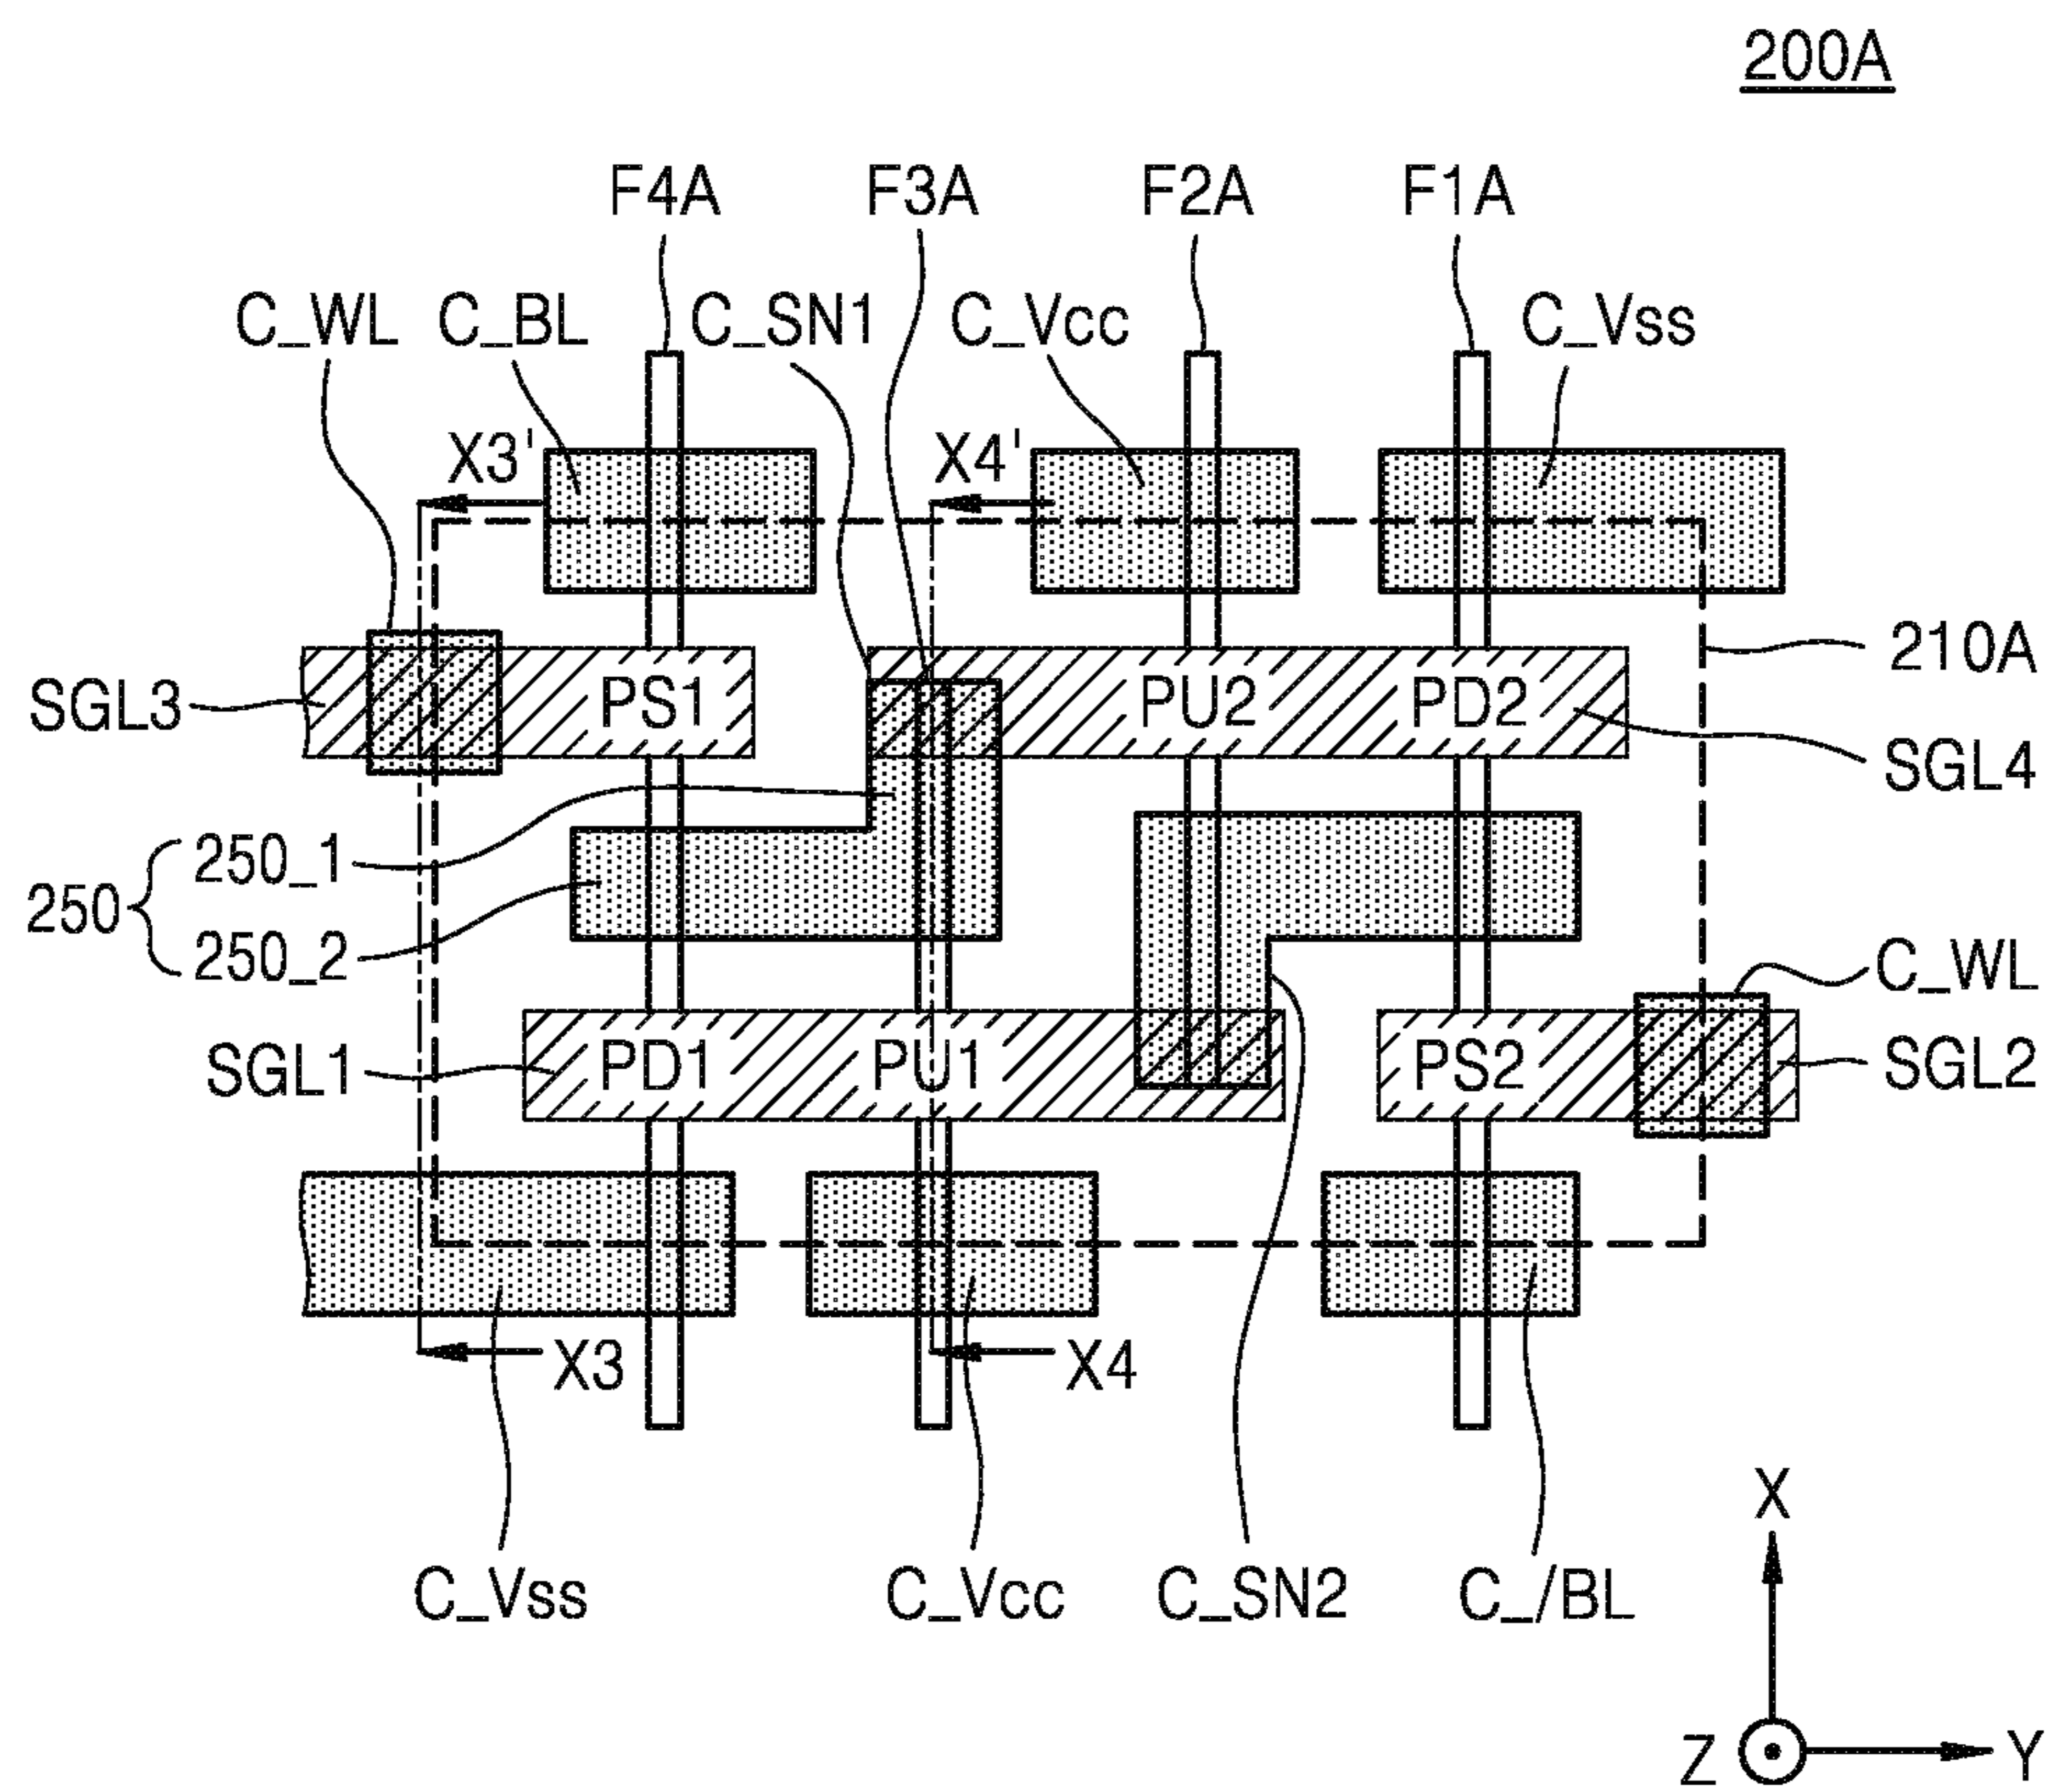 200A
F4A F3A F2A F1A
C_WL C_BL C_SN1 C_Vcc C_Vss
X3' X4'
210A
SGL3 PS1 PU2 PD2
SGL4
250_1
250
250_2
C_WL
SGL1 PD1 PU1 PS2 SGL2
X3 X4
X
C_Vss C_Vcc C_SN2 C_/BL
Z Y